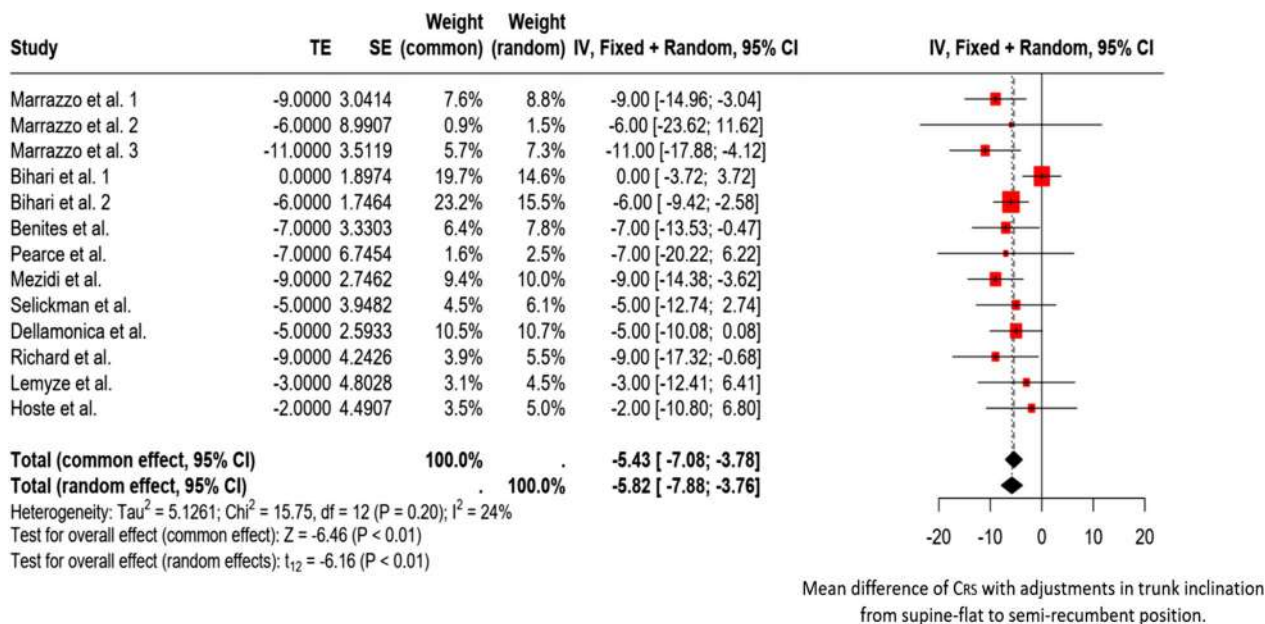 Weight Weight
Study TE SE (common) (random) IV, Fixed + Random, 95% CI IV, Fixed + Random, 95% CI
Marrazzo et al. 1 -9.0000 3.0414 7.6% 8.8% -9.00 [-14.96; -3.04]
Marrazzo et al. 2 -6.0000 8.9907 0.9% 1.5% -6.00 [-23.62; 11.62]
Marrazzo et al. 3 -11.0000 3.5119 5.7% 7.3% -11.00 [-17.88; -4.12]
Bihari et al. 1 0.0000 1.8974 19.7% 14.6% 0.00 [ -3.72; 3.72]
Bihari et al. 2 -6.0000 1.7464 23.2% 15.5% -6.00 [ -9.42; -2.58]
Benites et al. -7.0000 3.3303 6.4% 7.8% -7.00 [-13.53; -0.47]
Pearce et al. -7.0000 6.7454 1.6% 2.5% -7.00 [-20.22; 6.22]
Mezidi et al. -9.0000 2.7462 9.4% 10.0% -9.00 [-14.38; -3.62]
Selickman et al. -5.0000 3.9482 4.5% 6.1% -5.00 [-12.74; 2.74]
Dellamonica et al. -5.0000 2.5933 10.5% 10.7% -5.00 [-10.08; 0.08]
Richard et al. -9.0000 4.2426 3.9% 5.5% -9.00 [-17.32; -0.68]
Lemyze et al. -3.0000 4.8028 3.1% 4.5% -3.00 [-12.41; 6.41]
Hoste et al. -2.0000 4.4907 3.5% 5.0% -2.00 [-10.80; 6.80]
Total (common effect, 95% CI) 100.0% . -5.43 [ -7.08; -3.78]
Total (random effect, 95% CI) . 100.0% -5.82 [ -7.88; -3.76]
Heterogeneity: Tau² = 5.1261; Chi² = 15.75, df = 12 (P = 0.20); I² = 24%
Test for overall effect (common effect): Z = -6.46 (P < 0.01)
Test for overall effect (random effects): t₁₂ = -6.16 (P < 0.01)
-20 -10 0 10 20
Mean difference of CRS with adjustments in trunk inclination
from supine-flat to semi-recumbent position.